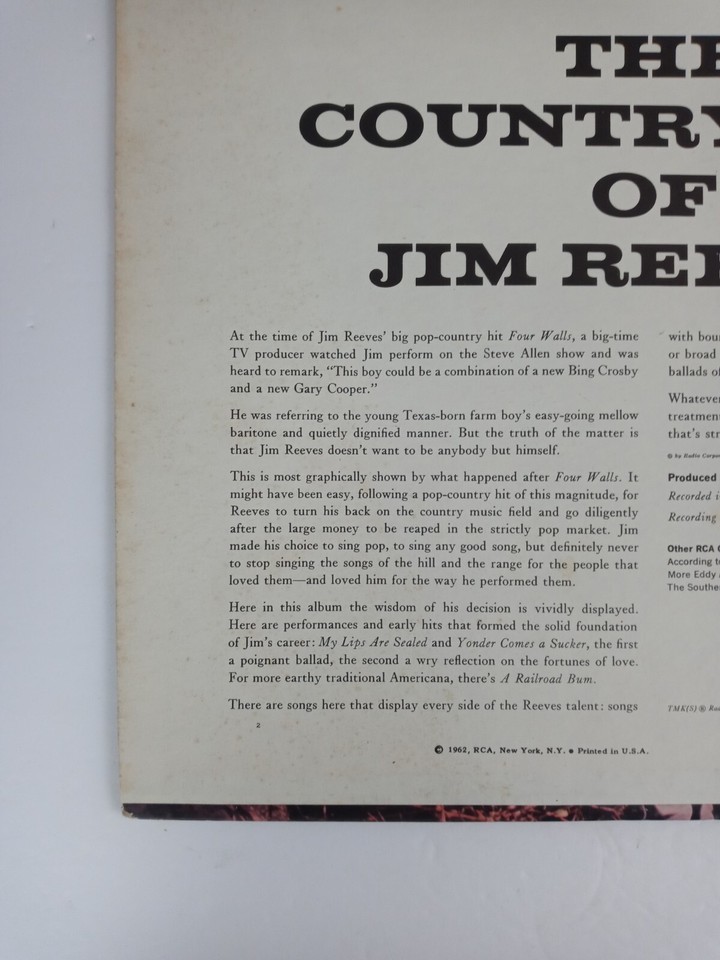 THE
COUNTRY
OF
JIM REE
At the time of Jim Reeves' big pop-country hit Four Walls, a big-time
TV producer watched Jim perform on the Steve Allen show and was
heard to remark, "This boy could be a combination of a new Bing Crosby
and a new Gary Cooper."
He was referring to the young Texas-born farm boy's easy-going mellow
baritone and quietly dignified manner. But the truth of the matter is
that Jim Reeves doesn't want to be anybody but himself.
This is most graphically shown by what happened after Four Walls. It
might have been easy, following a pop-country hit of this magnitude, for
Reeves to turn his back on the country music field and go diligently
after the large money to be reaped in the strictly pop market. Jim
made his choice to sing pop, to sing any good song, but definitely never
to stop singing the songs of the hill and the range for the people that
loved them—and loved him for the way he performed them.
Here in this album the wisdom of his decision is vividly displayed.
Here are performances and early hits that formed the solid foundation
of Jim's career: My Lips Are Sealed and Yonder Comes a Sucker, the first
a poignant ballad, the second a wry reflection on the fortunes of love.
For more earthy traditional Americana, there's A Railroad Bum.
There are songs here that display every side of the Reeves talent: songs
2
with bou
or broad
ballads of
Whatever
treatmen
that's str
© by Radio Corpo
Produced
Recorded i
Recording
Other RCA
According to
More Eddy
The Southe
TMK(S) ® Ra
© 1962, RCA, New York, N.Y. • Printed in U.S.A.